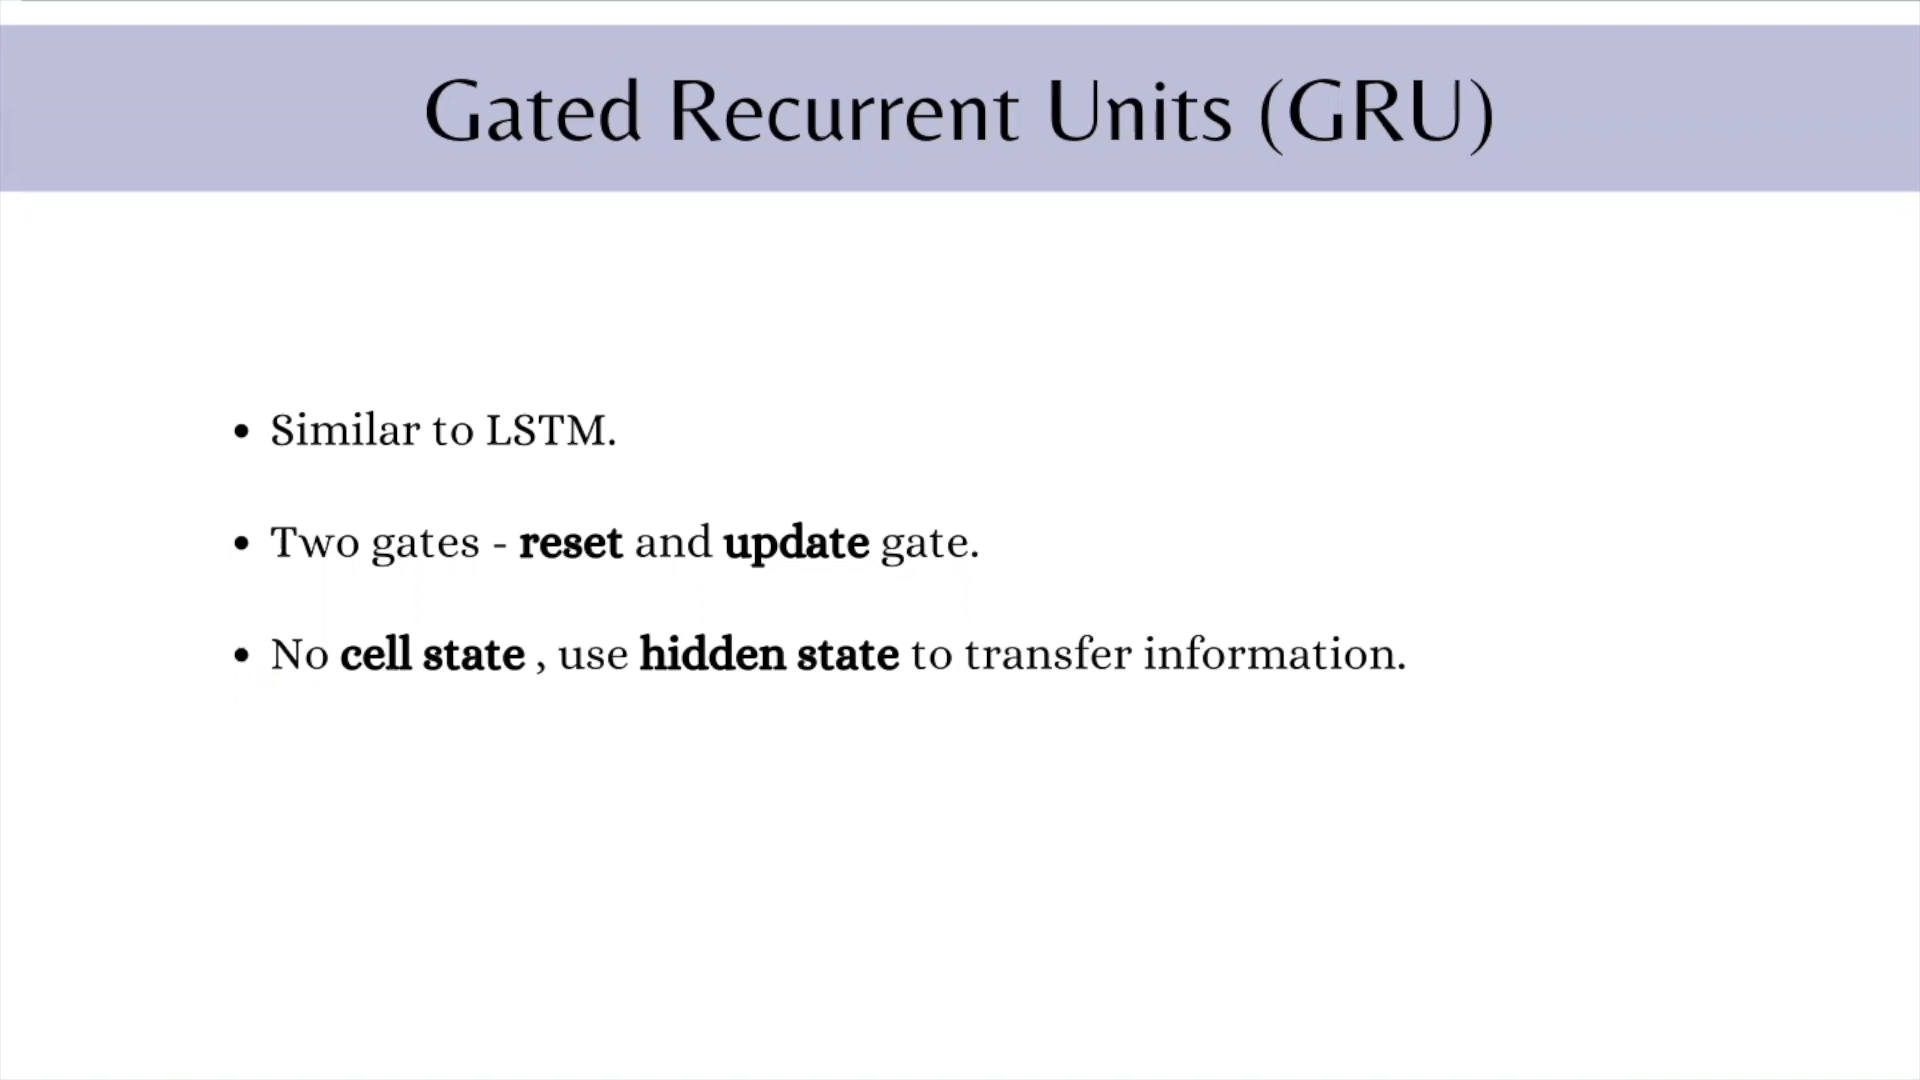 Gated Recurrent Units (GRU)
• Similar to LSTM.
• Two gates - reset and update gate.
• No cell state , use hidden state to transfer information.